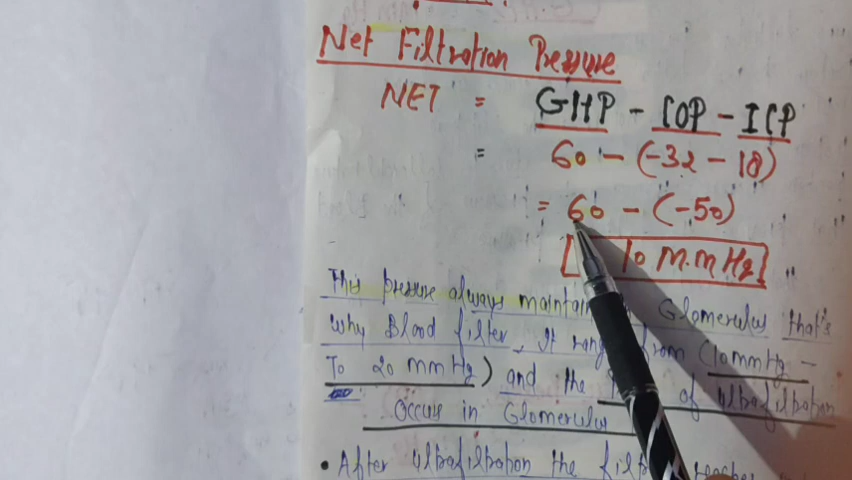 Net Filtration Pressure
NET = GHP - COP - ICP
= 60 - (-32 - 18)
= 60 - (-50)
10 m.m Hg
This pressure always maintain Glomerulus that's
Why Blood filter, It rang from (10mmHg -
To 20 mmHg) and the of ultrafiltration
Occus in Glomerulus
• After ultrafiltration the